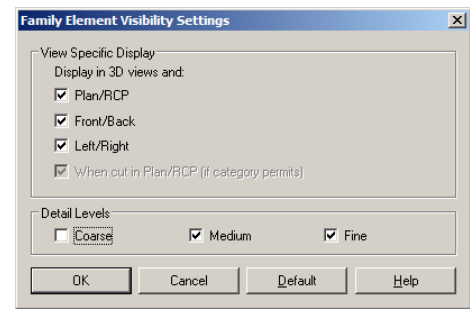 Family Element Visibility Settings
View Specific Display
Display in 3D views and:
Plan/RCP
Front/Back
Left/Right
When cut in Plan/RCP (if category permits)
Detail Levels
Coarse Medium Fine
OK Cancel Default Help